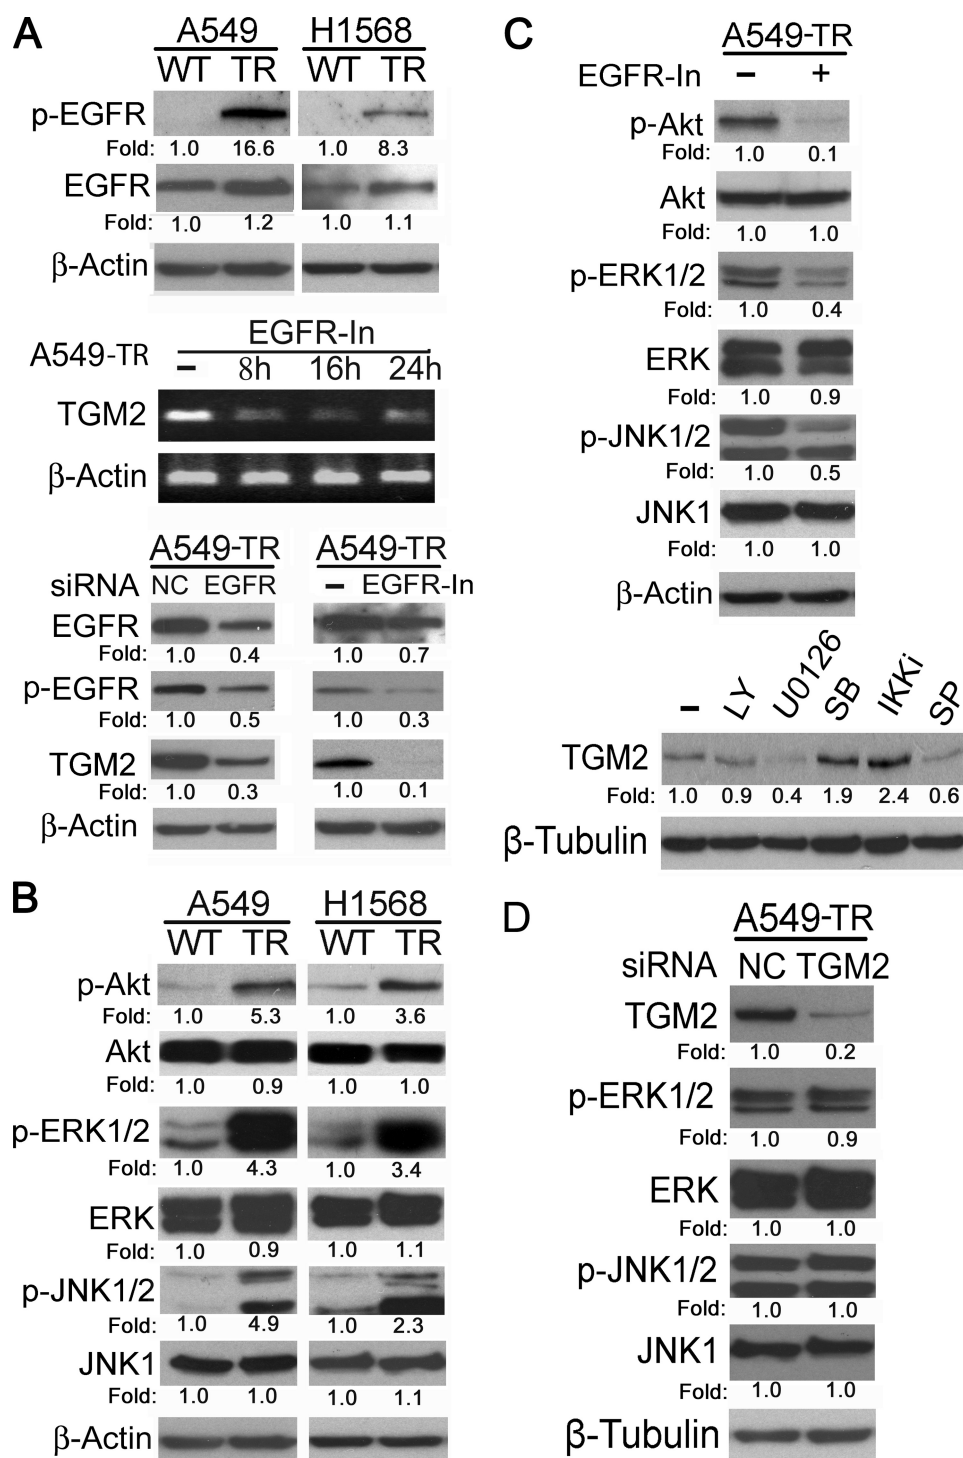 A
A549 H1568
WT TR WT TR
p-EGFR
Fold: 1.0 16.6 1.0 8.3
EGFR
Fold: 1.0 1.2 1.0 1.1
β-Actin
EGFR-In
A549-TR – 8h 16h 24h
TGM2
β-Actin
A549-TR A549-TR
siRNA NC EGFR – EGFR-In
EGFR
Fold: 1.0 0.4 1.0 0.7
p-EGFR
Fold: 1.0 0.5 1.0 0.3
TGM2
Fold: 1.0 0.3 1.0 0.1
β-Actin
B
A549 H1568
WT TR WT TR
p-Akt
Fold: 1.0 5.3 1.0 3.6
Akt
Fold: 1.0 0.9 1.0 1.0
p-ERK1/2
Fold: 1.0 4.3 1.0 3.4
ERK
Fold: 1.0 0.9 1.0 1.1
p-JNK1/2
Fold: 1.0 4.9 1.0 2.3
JNK1
Fold: 1.0 1.0 1.0 1.1
β-Actin
C
A549-TR
EGFR-In – +
p-Akt
Fold: 1.0 0.1
Akt
Fold: 1.0 1.0
p-ERK1/2
Fold: 1.0 0.4
ERK
Fold: 1.0 0.9
p-JNK1/2
Fold: 1.0 0.5
JNK1
Fold: 1.0 1.0
β-Actin
– LY U0126 SB IKKi SP
TGM2
Fold: 1.0 0.9 0.4 1.9 2.4 0.6
β-Tubulin
D
A549-TR
siRNA NC TGM2
TGM2
Fold: 1.0 0.2
p-ERK1/2
Fold: 1.0 0.9
ERK
Fold: 1.0 1.0
p-JNK1/2
Fold: 1.0 1.0
JNK1
Fold: 1.0 1.0
β-Tubulin